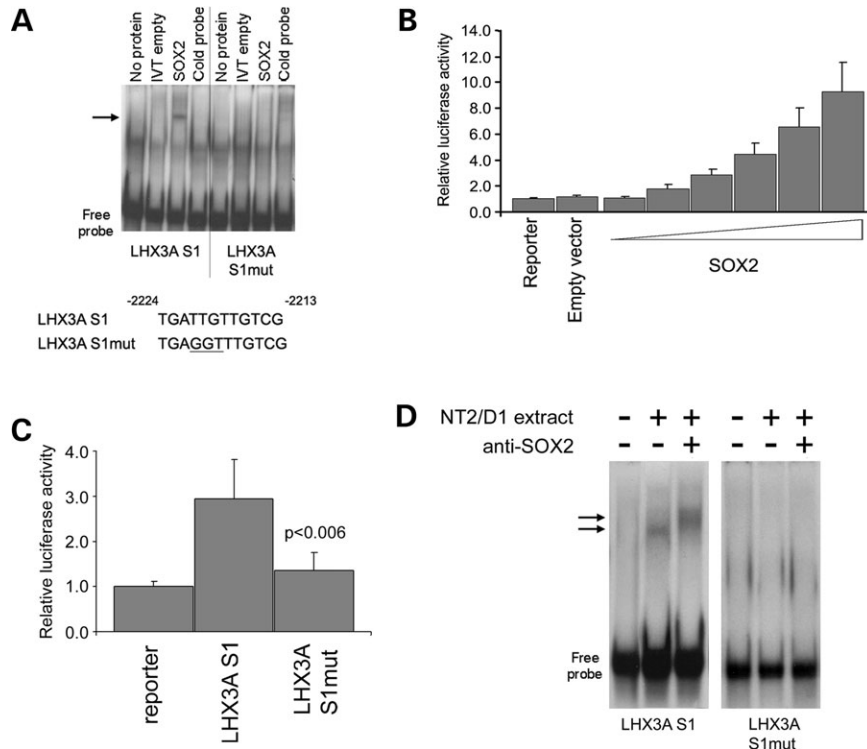 A
No protein
IVT empty
SOX2
Cold probe
No protein
IVT empty
SOX2
Cold probe
Free
probe
LHX3A S1
LHX3A
S1mut
-2224 -2213
LHX3A S1 TGATTGTTGTCG
LHX3A S1mut TGAGGTTTGTCG
B
Relative luciferase activity
14.0
12.0
10.0
8.0
6.0
4.0
2.0
0.0
Reporter
Empty vector
SOX2
C
Relative luciferase activity
4.0
3.0
2.0
1.0
0.0
p<0.006
reporter
LHX3A S1
LHX3A
S1mut
D
NT2/D1 extract - + + - + +
anti-SOX2 - - + - - +
Free
probe
LHX3A S1
LHX3A
S1mut